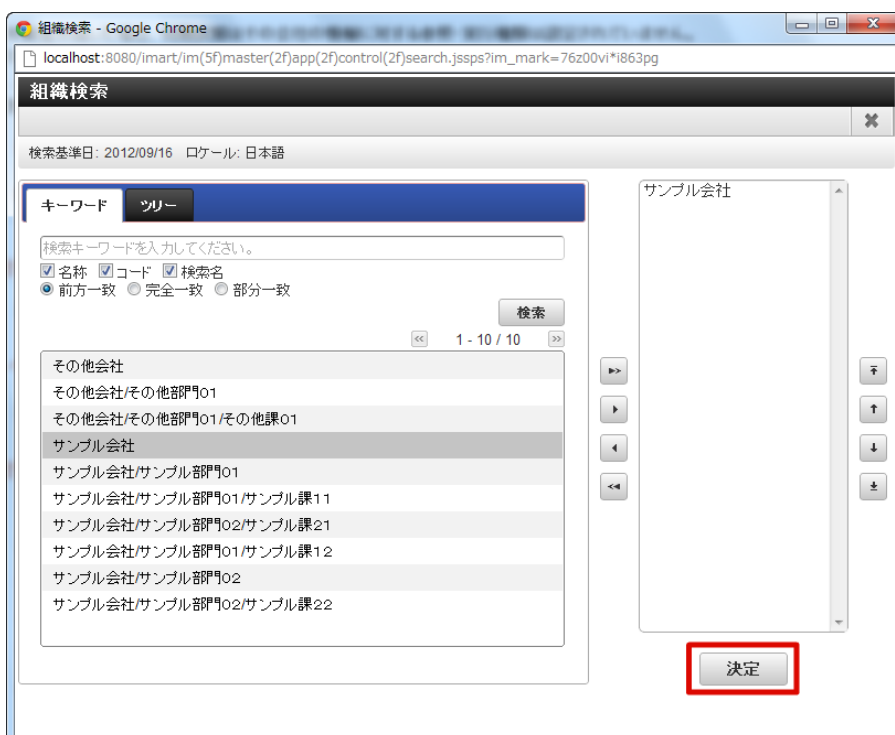 組織検索 - Google Chrome
localhost:8080/imart/im(5f)master(2f)app(2f)control(2f)search.jssps?im_mark=76z00vi*i863pg
組織検索
検索基準日: 2012/09/16 ロケール: 日本語
キーワード ツリー
検索キーワードを入力してください。
名称 コード 検索名
前方一致 完全一致 部分一致
検索
<< 1 - 10 / 10 >>
その他会社
その他会社/その他部門01
その他会社/その他部門01/その他課01
サンプル会社
サンプル会社/サンプル部門01
サンプル会社/サンプル部門01/サンプル課11
サンプル会社/サンプル部門02/サンプル課21
サンプル会社/サンプル部門01/サンプル課12
サンプル会社/サンプル部門02
サンプル会社/サンプル部門02/サンプル課22
サンプル会社
決定